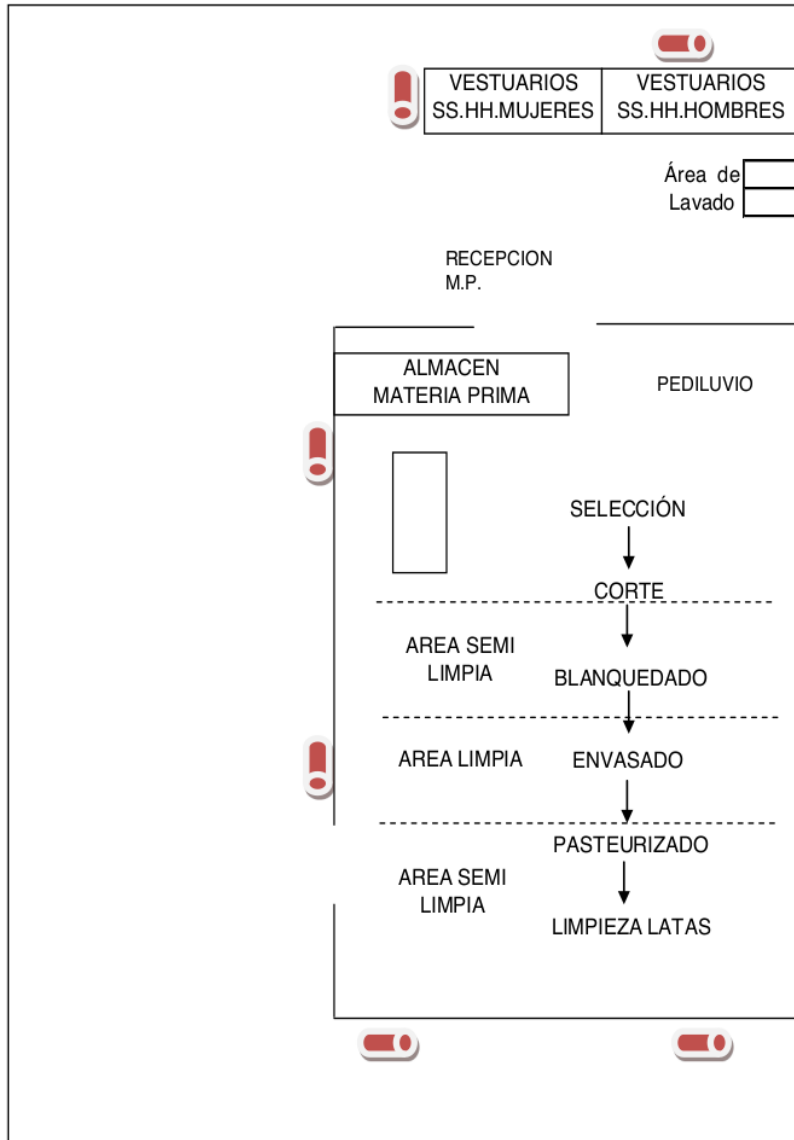 VESTUARIOS
SS.HH.MUJERES
VESTUARIOS
SS.HH.HOMBRES
Área de
Lavado
RECEPCION
M.P.
ALMACEN
MATERIA PRIMA
PEDILUVIO
SELECCIÓN
CORTE
AREA SEMI
LIMPIA
BLANQUEDADO
AREA LIMPIA
ENVASADO
PASTEURIZADO
AREA SEMI
LIMPIA
LIMPIEZA LATAS